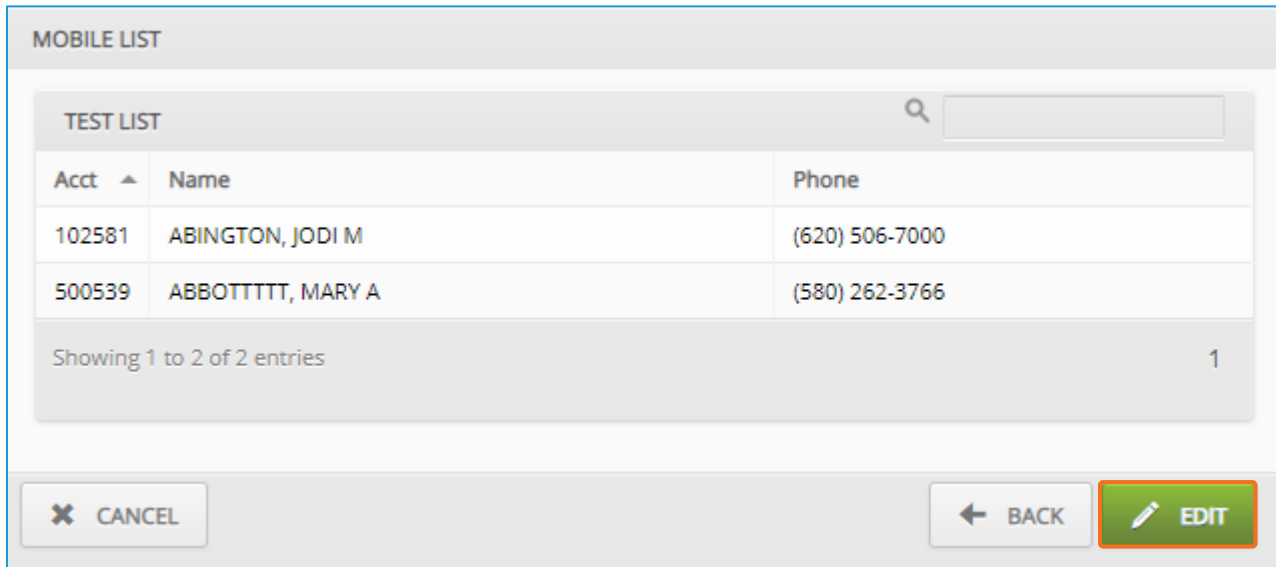 MOBILE LIST
TEST LIST
Acct Name Phone
102581 ABINGTON, JODI M (620) 506-7000
500539 ABBOTTTTT, MARY A (580) 262-3766
Showing 1 to 2 of 2 entries 1
CANCEL BACK EDIT